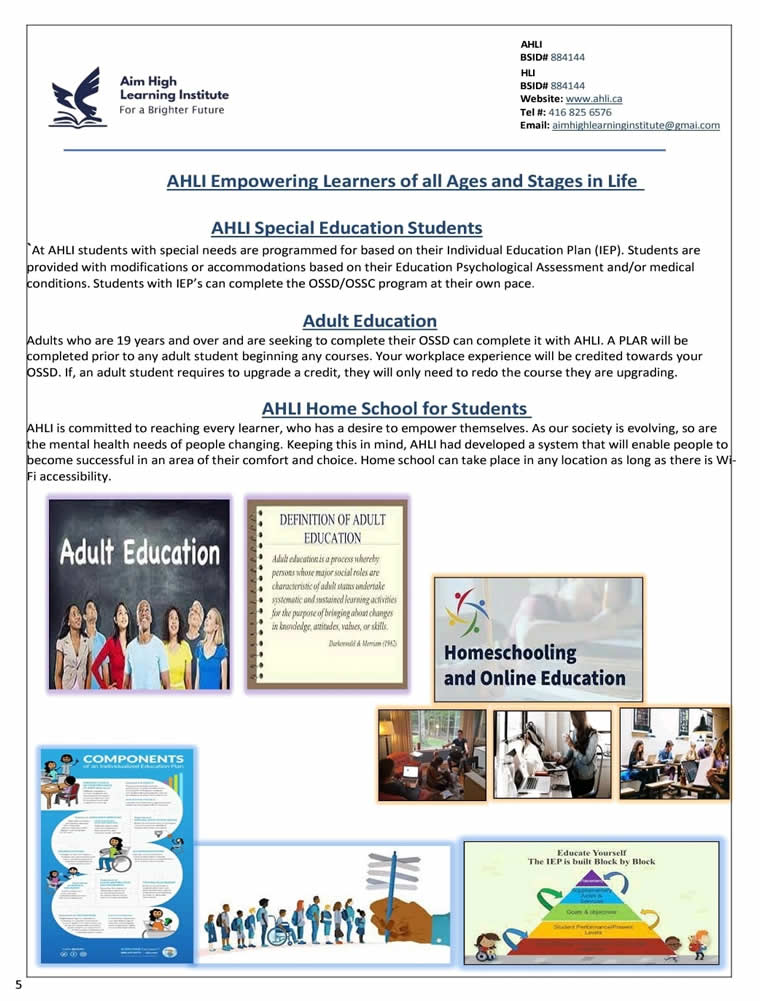 AHLI
BSID# 884144
HLI
BSID# 884144
Website: www.ahli.ca
Tel #: 416 825 6576
Email: aimhighlearninginstitute@gmai.com
Aim High
Learning Institute
For a Brighter Future
AHLI Empowering Learners of all Ages and Stages in Life
AHLI Special Education Students
`At AHLI students with special needs are programmed for based on their Individual Education Plan (IEP). Students are
provided with modifications or accommodations based on their Education Psychological Assessment and/or medical
conditions. Students with IEP’s can complete the OSSD/OSSC program at their own pace.
Adult Education
Adults who are 19 years and over and are seeking to complete their OSSD can complete it with AHLI. A PLAR will be
completed prior to any adult student beginning any courses. Your workplace experience will be credited towards your
OSSD. If, an adult student requires to upgrade a credit, they will only need to redo the course they are upgrading.
AHLI Home School for Students
AHLI is committed to reaching every learner, who has a desire to empower themselves. As our society is evolving, so are
the mental health needs of people changing. Keeping this in mind, AHLI had developed a system that will enable people to
become successful in an area of their comfort and choice. Home school can take place in any location as long as there is Wi-
Fi accessibility.
Adult Education
DEFINITION OF ADULT
EDUCATION
Adult education is a process whereby
persons whose major social roles are
characteristic of adult status undertake
systematic and sustained learning activities
for the purpose of bringing about changes
in knowledge, attitudes, values, or skills.
Darkenwald & Merriam (1982)
Homeschooling
and Online Education
COMPONENTS
of an Individualized Education Plan
Educate Yourself
The IEP is built Block by Block
Supplementary
Aides &
Services
Goals & objectives
Student Performance/Present
Levels
5